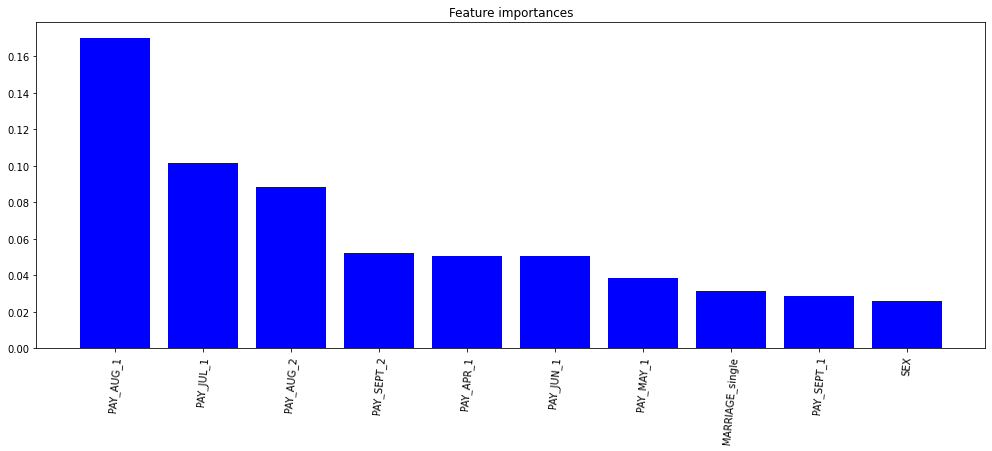 Feature importances
0.16
0.14
0.12
0.10
0.08
0.06
0.04
0.02
0.00
PAY_AUG_1
PAY_JUL_1
PAY_AUG_2
PAY_SEPT_2
PAY_APR_1
PAY_JUN_1
PAY_MAY_1
MARRIAGE_single
PAY_SEPT_1
SEX